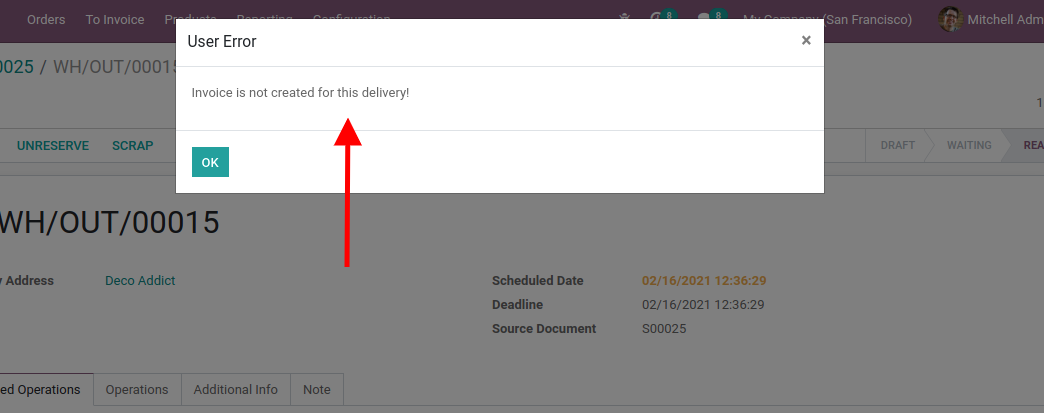 Orders To Invoice Products Reporting Configuration 8 8 My Company (San Francisco) Mitchell Adm
User Error ×
0025 / WH/OUT/00015
Invoice is not created for this delivery!
1
UNRESERVE SCRAP DRAFT WAITING REA
OK
WH/OUT/00015
y Address Deco Addict Scheduled Date 02/16/2021 12:36:29
Deadline 02/16/2021 12:36:29
Source Document S00025
ed Operations Operations Additional Info Note